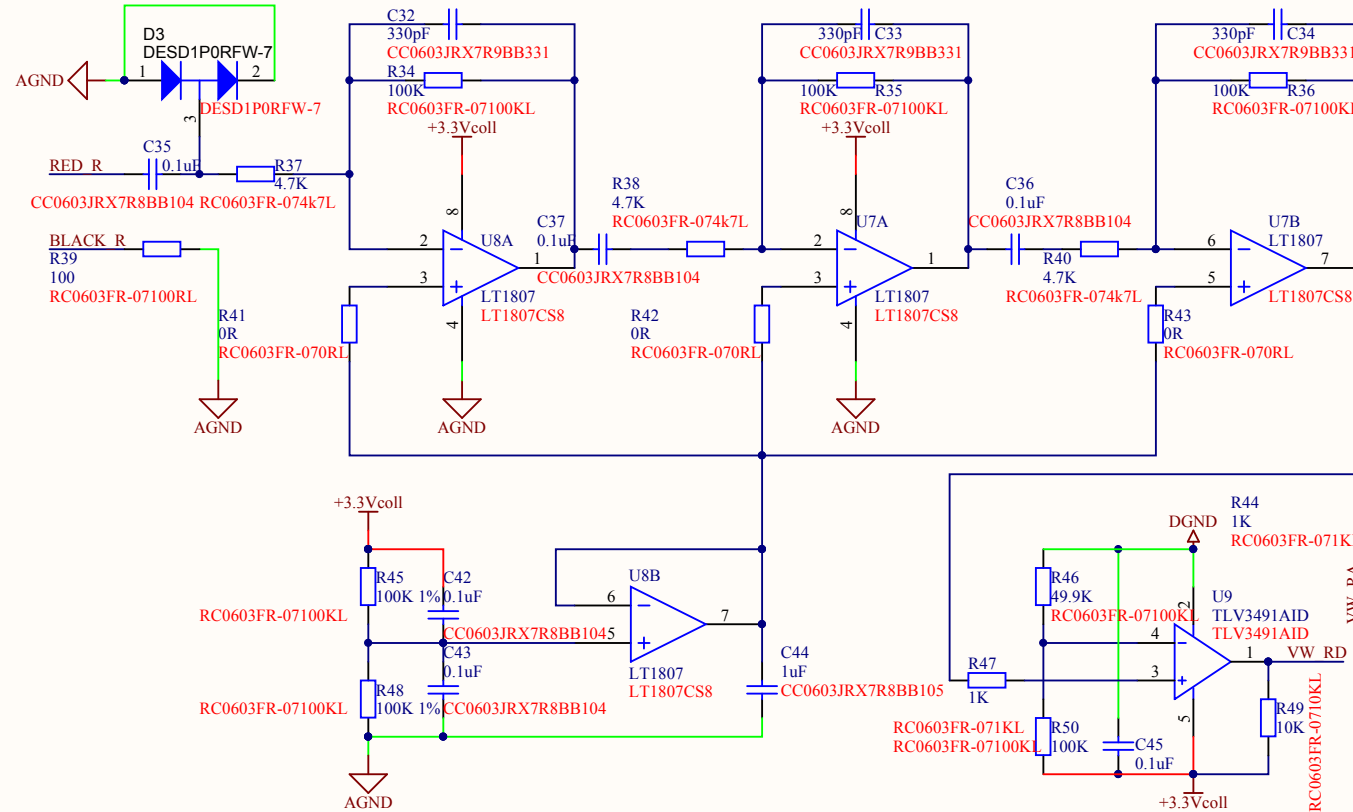 D3
DESD1P0RFW-7
AGND
1
2
3
DESD1P0RFW-7
C32
330pF
CC0603JRX7R9BB331
R34
100K
RC0603FR-07100KL
+3.3Vcoll
330pF C33
CC0603JRX7R9BB331
100K R35
RC0603FR-07100KL
+3.3Vcoll
330pF C34
CC0603JRX7R9BB331
100K R36
RC0603FR-07100KL
RED_R
C35
0.1uF
CC0603JRX7R8BB104
R37
4.7K
RC0603FR-074k7L
BLACK_R
R39
100
RC0603FR-07100RL
R41
0R
RC0603FR-070RL
AGND
8
2
3
1
4
U8A
LT1807
LT1807CS8
AGND
C37
0.1uF
CC0603JRX7R8BB104
R38
4.7K
RC0603FR-074k7L
R42
0R
RC0603FR-070RL
8
2
3
1
4
U7A
LT1807
LT1807CS8
AGND
C36
0.1uF
CC0603JRX7R8BB104
R40
4.7K
RC0603FR-074k7L
R43
0R
RC0603FR-070RL
6
5
7
U7B
LT1807
LT1807CS8
+3.3Vcoll
R45
100K 1%
RC0603FR-07100KL
C42
0.1uF
CC0603JRX7R8BB104
C43
0.1uF
CC0603JRX7R8BB104
R48
100K 1%
RC0603FR-07100KL
AGND
6
5
7
U8B
LT1807
LT1807CS8
C44
1uF
CC0603JRX7R8BB105
DGND
R44
1K
RC0603FR-071K
R46
49.9K
RC0603FR-07100KL
2
4
3
1
5
U9
TLV3491AID
TLV3491AID
VW_RD
R47
1K
RC0603FR-071KL
R50
100K
RC0603FR-07100KL
C45
0.1uF
R49
10K
RC0603FR-0710KL
+3.3Vcoll